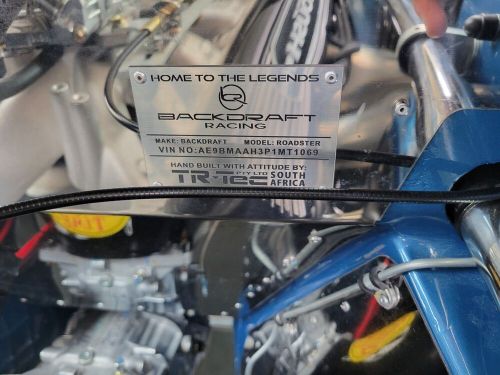 HOME TO THE LEGENDS
BACKDRAFT
RACING
MAKE: BACKDRAFT MODEL: ROADSTER
VIN NO:AE9BMAAH3P1MT1069
HAND BUILT WITH ATTITUDE BY:
TR-Tec PTY LTD SOUTH
AFRICA